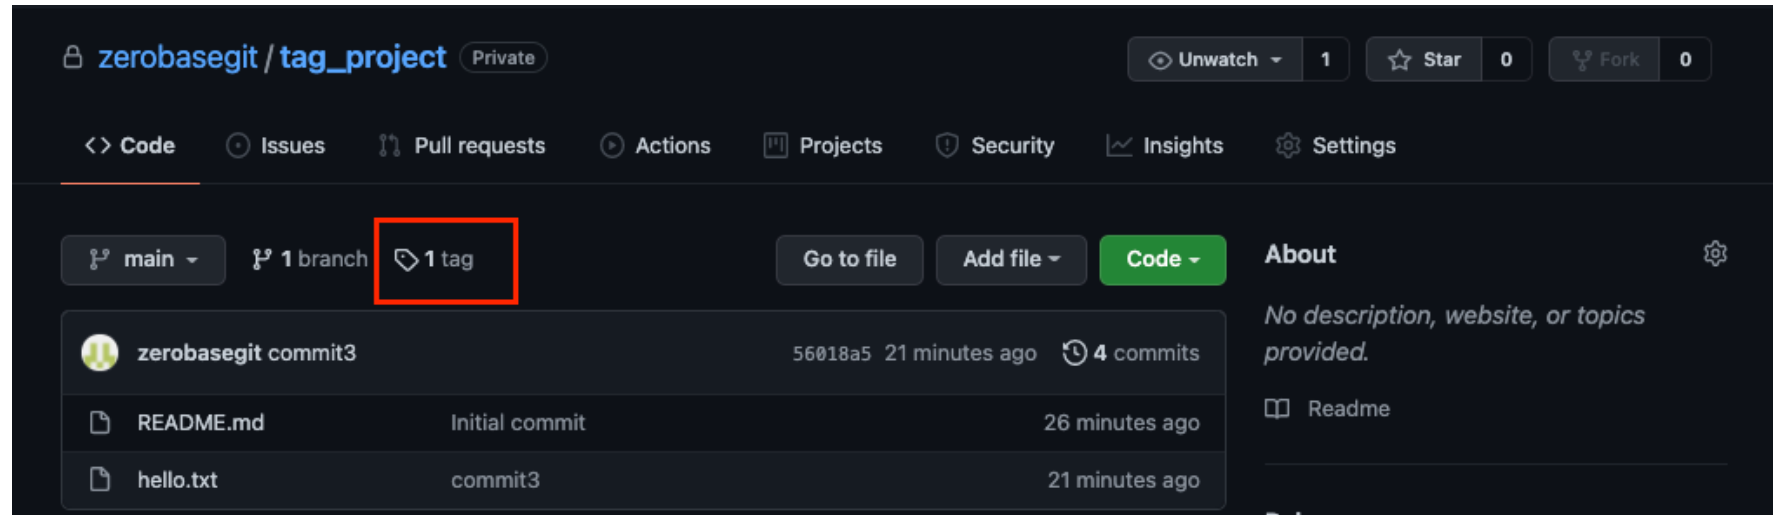 zerobasegit / tag_project Private Unwatch 1 Star 0 Fork 0
Code Issues Pull requests Actions Projects Security Insights Settings
main 1 branch 1 tag Go to file Add file Code
zerobasegit commit3 56018a5 21 minutes ago 4 commits
README.md Initial commit 26 minutes ago
hello.txt commit3 21 minutes ago
About
No description, website, or topics
provided.
Readme